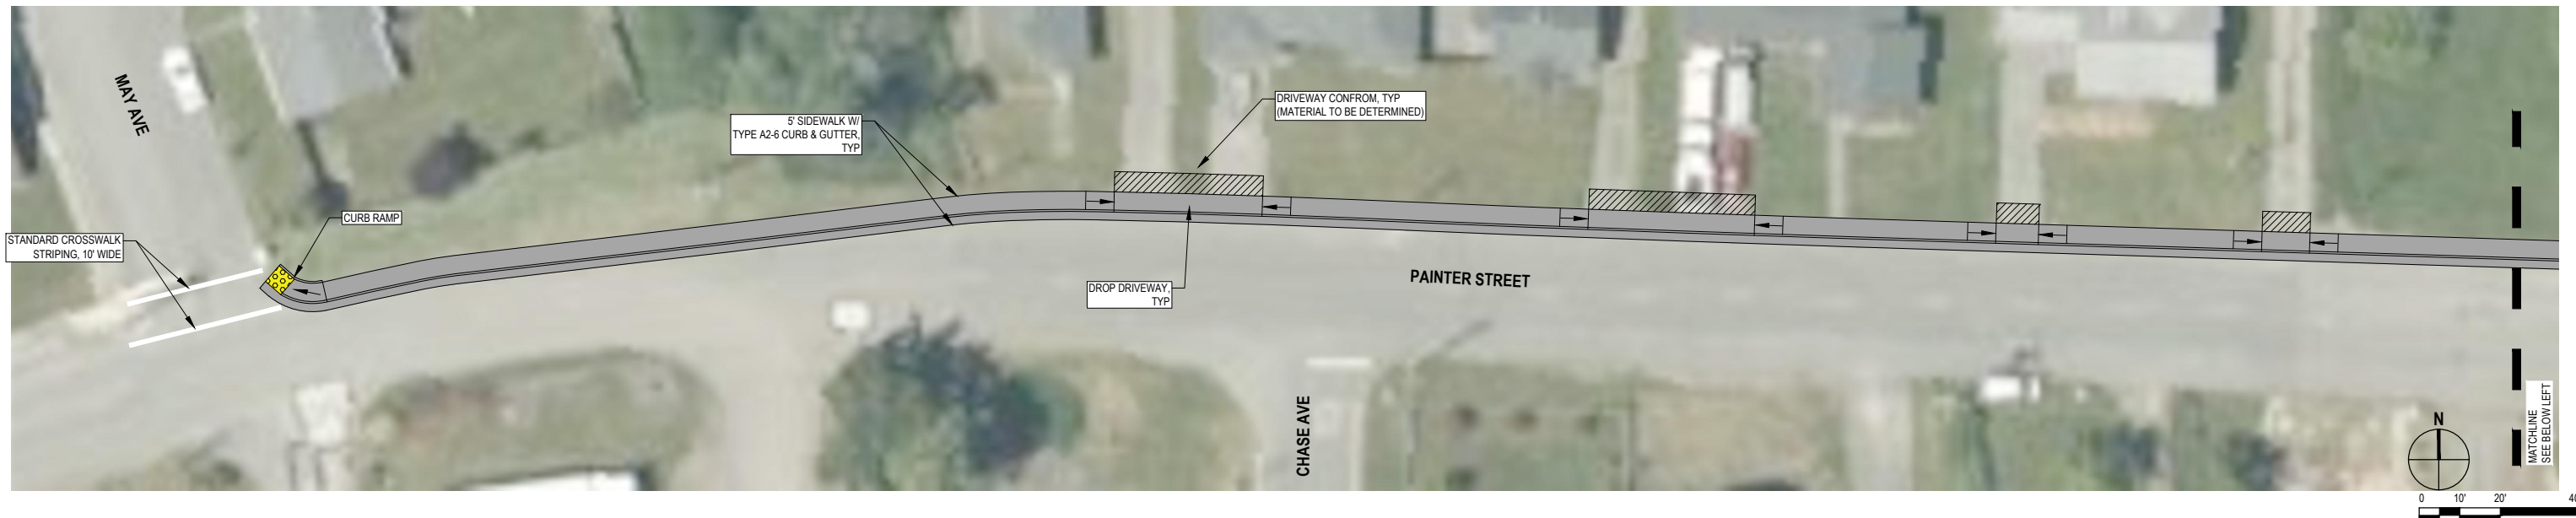 MAY AVE
5' SIDEWALK W/
TYPE A2-6 CURB & GUTTER,
TYP
DRIVEWAY CONFROM, TYP
(MATERIAL TO BE DETERMINED)
CURB RAMP
STANDARD CROSSWALK
STRIPING, 10' WIDE
DROP DRIVEWAY,
TYP
PAINTER STREET
CHASE AVE
MATCHLINE
SEE BELOW LEFT
N
0 10' 20'